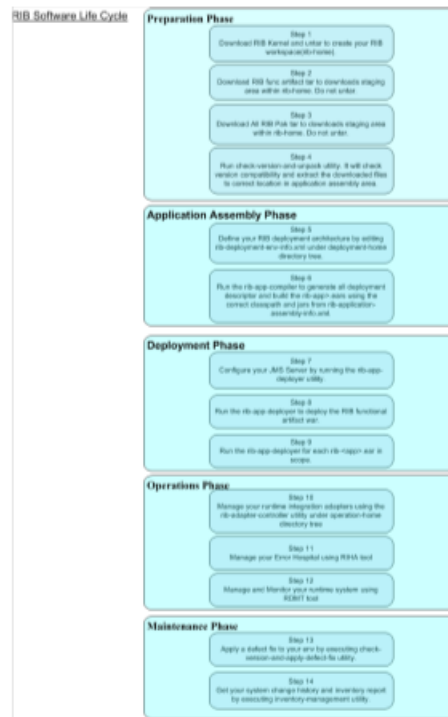 RIB Software Life Cycle
Preparation Phase
Step 1
Download RIB Kernel and untar to create your RIB
workspace(rib-home).
Step 2
Download RIB func artifact tar to downloads staging
area within rib-home. Do not untar.
Step 3
Download All RIB Pak tar to downloads staging area
within rib-home. Do not untar.
Step 4
Run check-version-and-unpack utility. It will check
version compatibility and extract the downloaded files
to correct location in application assembly area.
Application Assembly Phase
Step 5
Define your RIB deployment architecture by editing
rib-deployment-env-info.xml under deployment-home
directory tree.
Step 6
Run the rib-app-compiler to generate all deployment
descriptor and build the rib-<app> ears using the
correct classpath and jars from rib-application-
assembly-info.xml
Deployment Phase
Step 7
Configure your JMS Server by running the rib-app-
deployer utility.
Step 8
Run the rib-app-deployer to deploy the RIB functional
artifact war.
Step 9
Run the rib-app-deployer for each rib-<app> ear in
scope.
Operations Phase
Step 10
Manage your runtime integration adapters using the
rib-adapter-controller utility under operation-home
directory tree
Step 11
Manage your Error Hospital using RIHA tool
Step 12
Manage and Monitor your runtime system using
RDMT tool
Maintenance Phase
Step 13
Apply a defect fix to your env by executing check-
version-and-apply-defect-fix utility.
Step 14
Get your system change history and inventory report
by executing inventory-management utility.